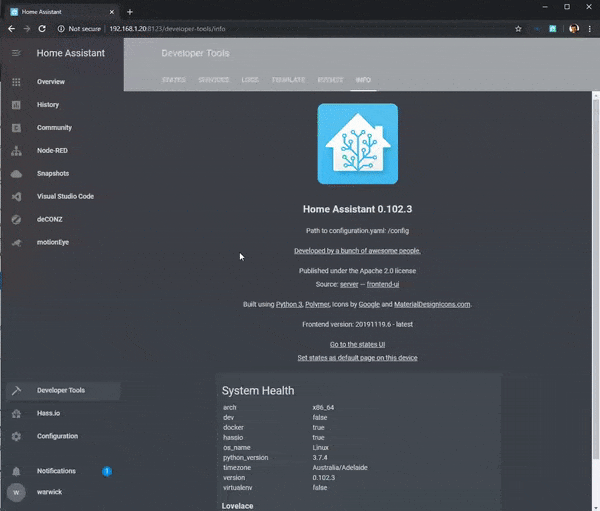 Home Assistant
Not secure | 192.168.1.20:8123/developer-tools/info
Home Assistant
Developer Tools
STATES SERVICES LOGS TEMPLATE EVENTS INFO
Overview
History
Community
Node-RED
Snapshots
Visual Studio Code
deCONZ
motionEye
Home Assistant 0.102.3
Path to configuration.yaml: /config
Developed by a bunch of awesome people.
Published under the Apache 2.0 license
Source: server — frontend-ui
Built using Python 3, Polymer, Icons by Google and MaterialDesignIcons.com.
Frontend version: 20191119.6 - latest
Go to the states UI
Set states as default page on this device
System Health
arch x86_64
dev false
docker true
hassio true
os_name Linux
python_version 3.7.4
timezone Australia/Adelaide
version 0.102.3
virtualenv false
Lovelace
Developer Tools
Hass.io
Configuration
Notifications 1
W warwick